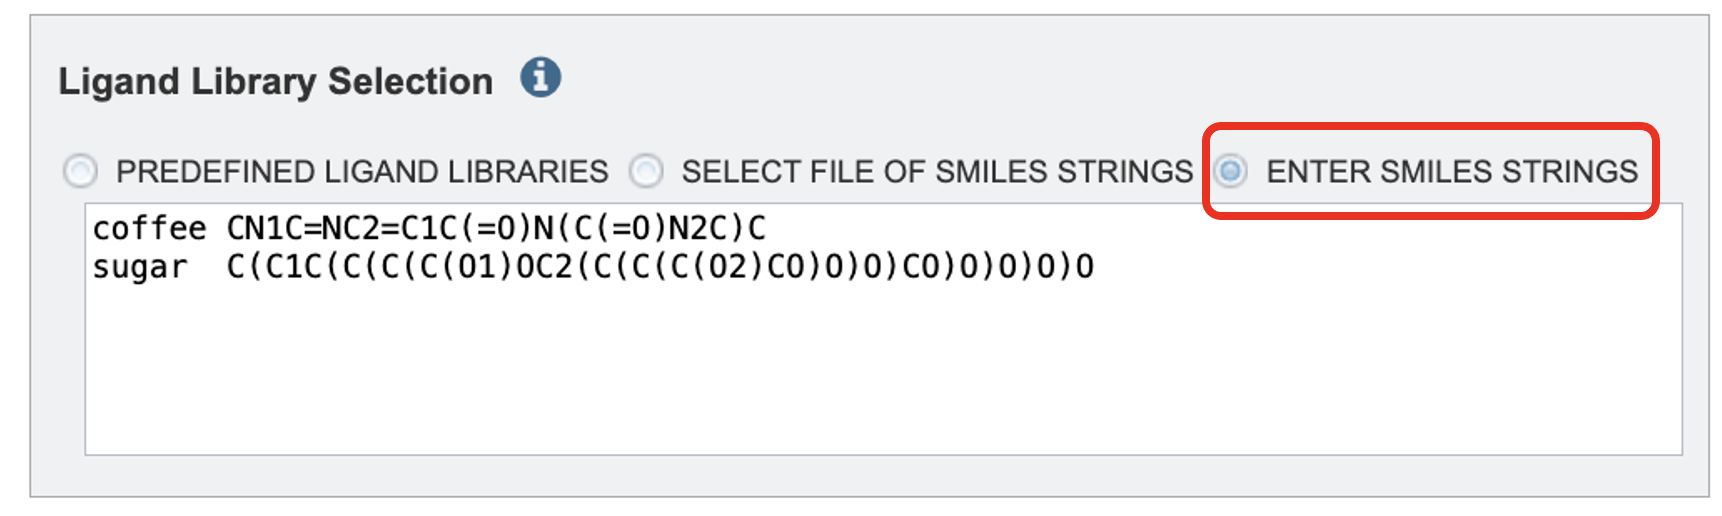 Ligand Library Selection
PREDEFINED LIGAND LIBRARIES SELECT FILE OF SMILES STRINGS ENTER SMILES STRINGS
coffee CN1C=NC2=C1C(=O)N(C(=O)N2C)C
sugar C(C1C(C(C(C(O1)OC2(C(C(C(O2)CO)O)O)CO)O)O)O)O